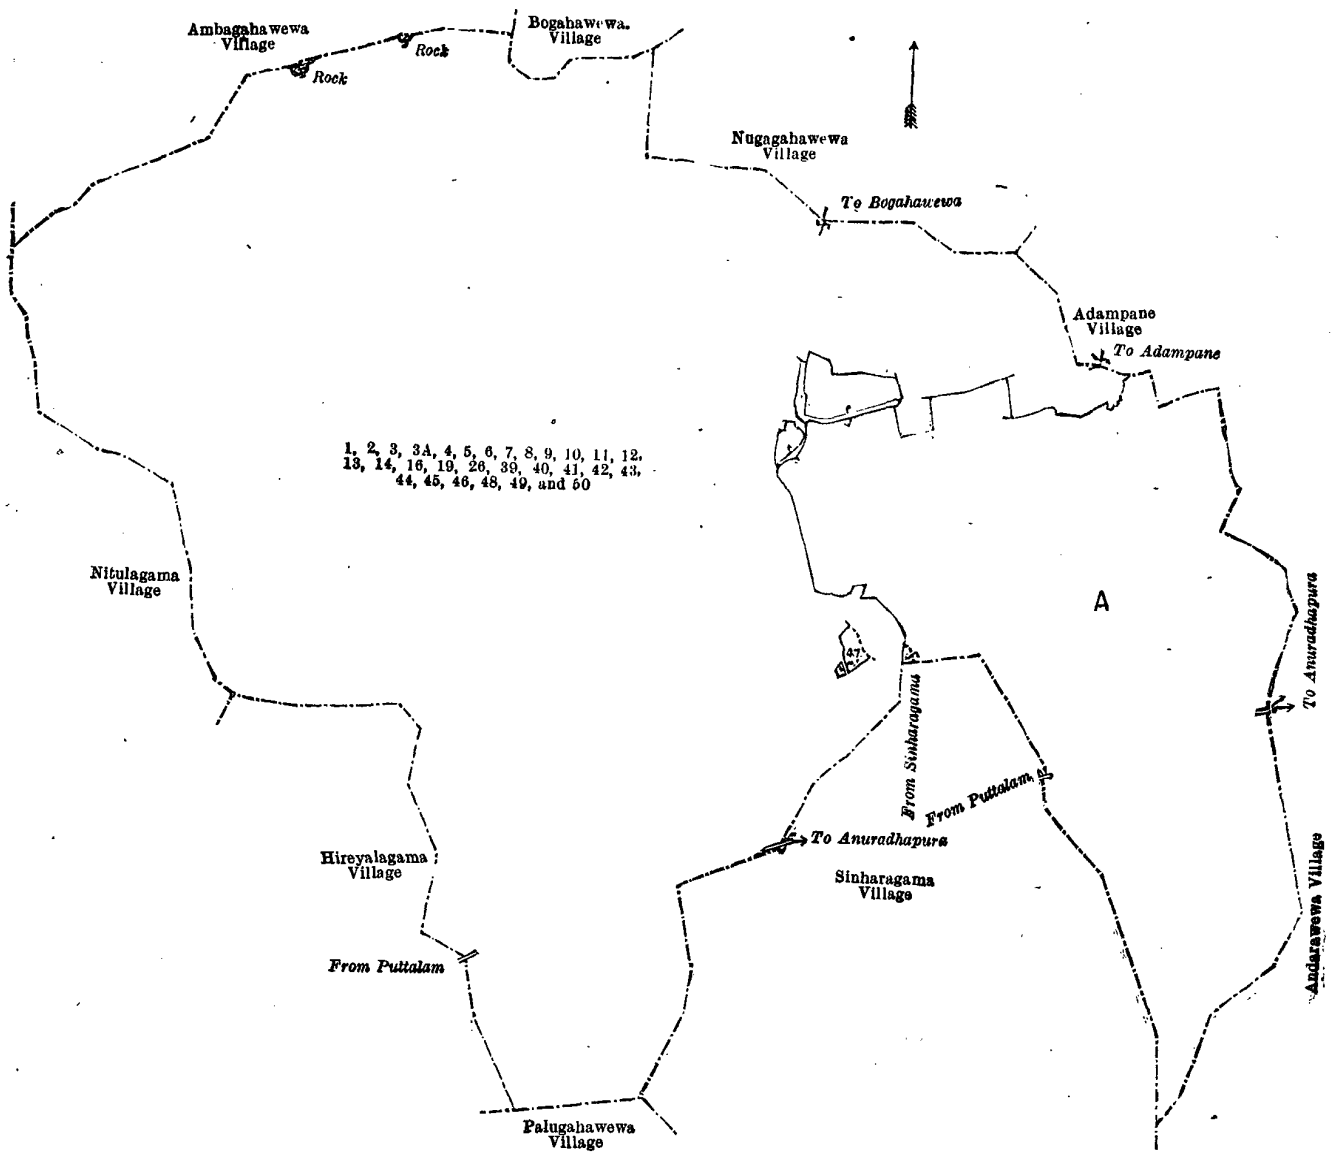 Ambagahawewa
Village
Bogahawewa.
Village
Rock
Rock
Nugagahawewa
Village
To Bogahawewa
Adampane
Village
To Adampane
1, 2, 3, 3A, 4, 5, 6, 7, 8, 9, 10, 11, 12,
13, 14, 16, 19, 26, 39, 40, 41, 42, 43,
44, 45, 46, 48, 49, and 50
Nitulagama
Village
A
To Anuradhapura
47
From Sinharagama
From Puttalam
To Anuradhapura
Hireyalagama
Village
Sinharagama
Village
Andarawewa Village
From Puttalam
Palugahawewa
Village